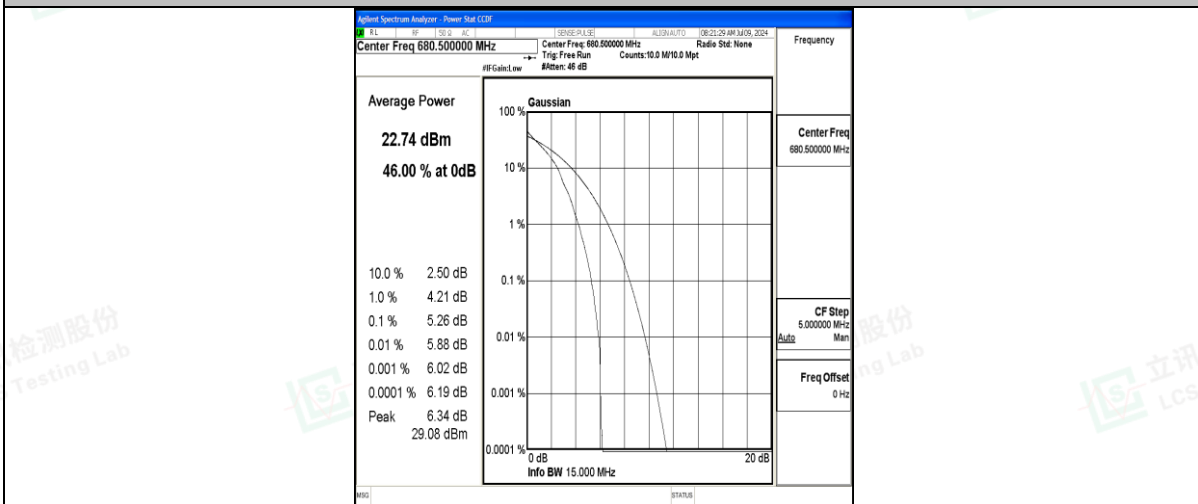 Agilent Spectrum Analyzer - Power Stat CCDF
RL RF 50 Ω AC SENSE:PULSE ALIGN AUTO 08:21:29 AM Jul 09, 2024
Center Freq 680.500000 MHz
Center Freq: 680.500000 MHz Radio Std: None
Trig: Free Run Counts:10.0 M/10.0 Mpt
#IFGain:Low #Atten: 46 dB
Frequency
Average Power
22.74 dBm
46.00 % at 0dB
10.0 % 2.50 dB
1.0 % 4.21 dB
0.1 % 5.26 dB
0.01 % 5.88 dB
0.001 % 6.02 dB
0.0001 % 6.19 dB
Peak 6.34 dB
29.08 dBm
Gaussian
100 %
10 %
1 %
0.1 %
0.01 %
0.001 %
0.0001 %
0 dB 20 dB
Info BW 15.000 MHz
Center Freq
680.500000 MHz
CF Step
5.000000 MHz
Auto Man
Freq Offset
0 Hz
MSG STATUS
检测股份
Testing Lab
股份
ng Lab
立讯
LCS